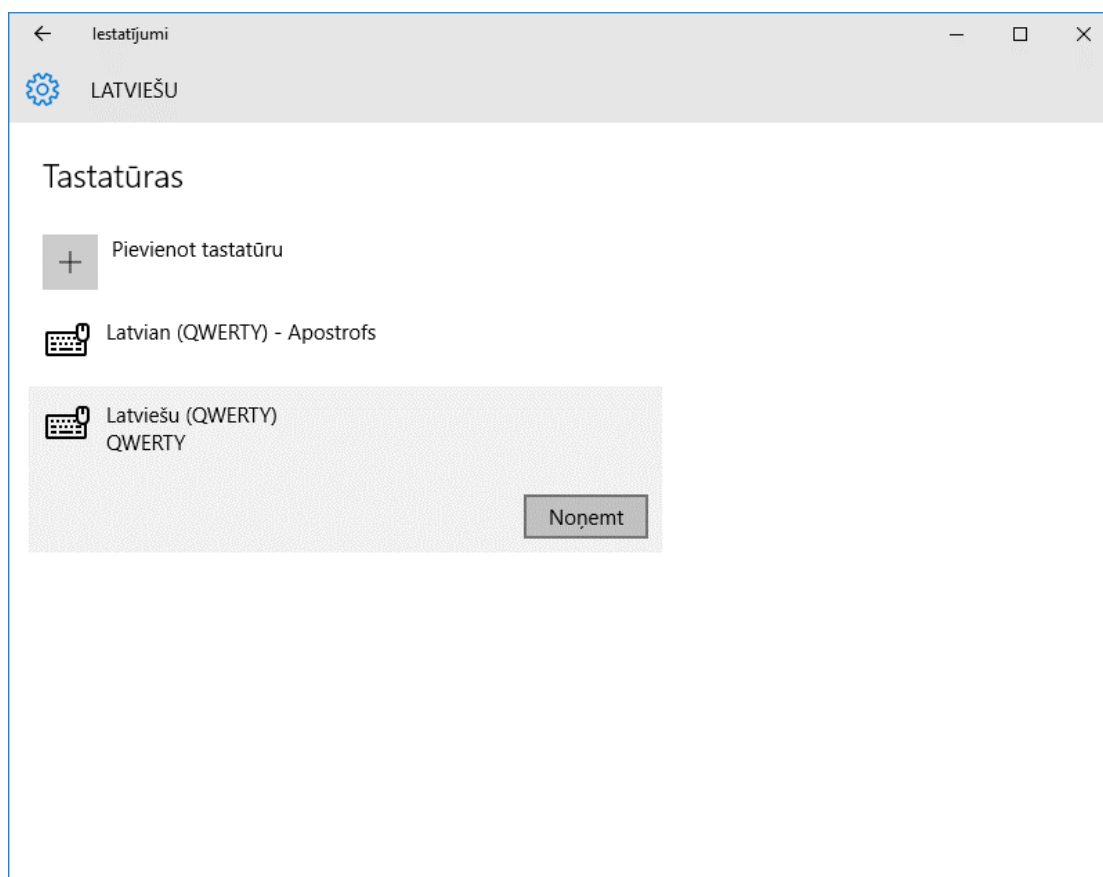 Iestatījumi
LATVIEŠU
Tastatūras
Pievienot tastatūru
Latvian (QWERTY) - Apostrofs
Latviešu (QWERTY)
QWERTY
Noņemt